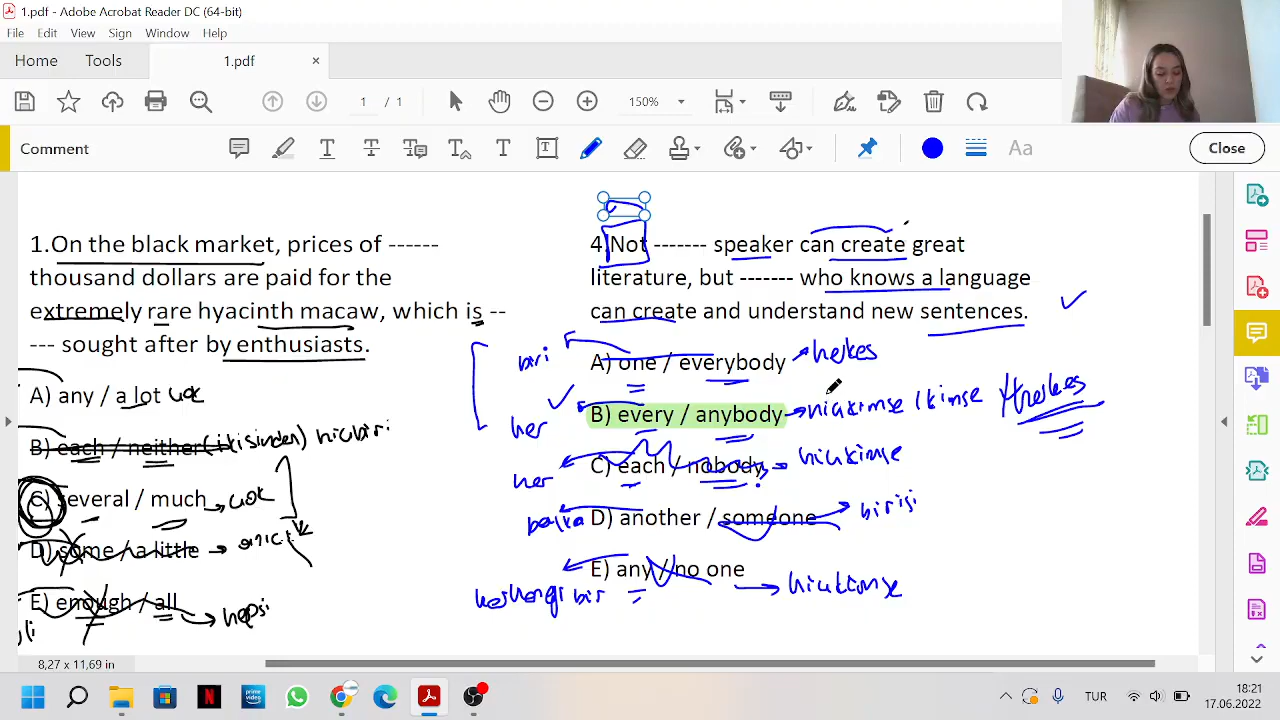 1.pdf - Adobe Acrobat Reader DC (64-bit)
File Edit View Sign Window Help
Home Tools 1.pdf ×
1 / 1 150%
Comment Aa Close
1.On the black market, prices of ------
thousand dollars are paid for the
extremely rare hyacinth macaw, which is --
---- sought after by enthusiasts.
A) any / a lot çok
B) each / neither (ikisinden) hiçbiri
C) several / much çok
D) some / a little
E) enough / all hepsi
4.Not ------- speaker can create great
literature, but ------- who knows a language
can create and understand new sentences.
biri A) one / everybody herkes
her B) every / anybody hiçkimse / kimse Herkes
her C) each / nobody hiçkimse
başka D) another / someone birisi
herhangi bir E) any / no one hiçkimse
8,27 x 11,69 in
TUR 18:21
17.06.2022